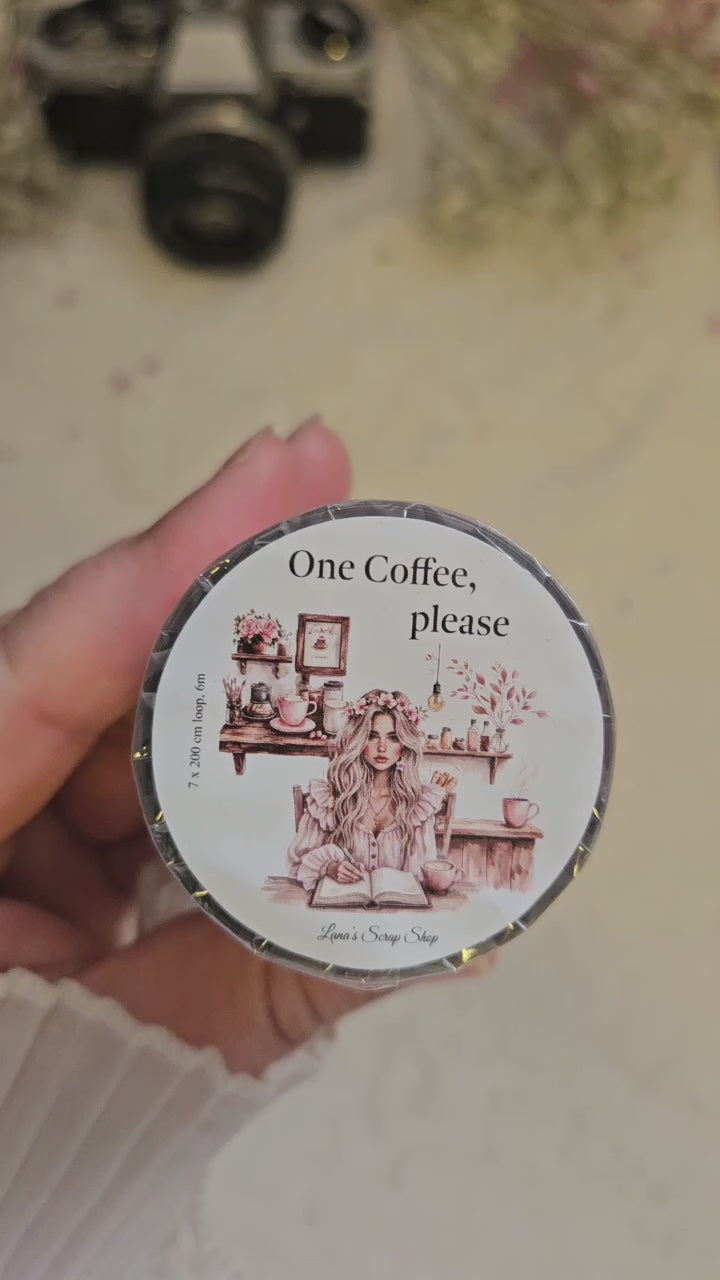 One Coffee,
please
7 x 200 cm loop, 6m
Lana's Scrap Shop